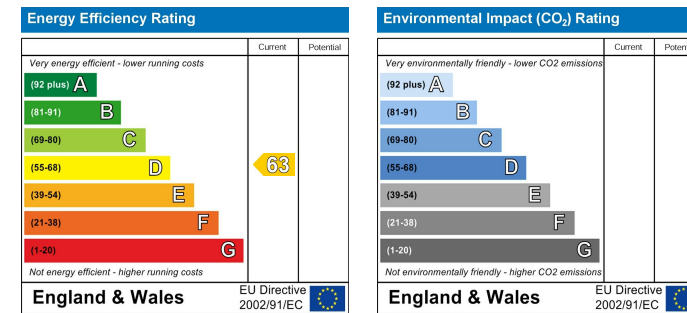 Energy Efficiency Rating
Current Potential
Very energy efficient - lower running costs
(92 plus) A
(81-91) B
(69-80) C
(55-68) D
63
(39-54) E
(21-38) F
(1-20) G
Not energy efficient - higher running costs
England & Wales
EU Directive
2002/91/EC
Environmental Impact (CO₂) Rating
Current Poten
Very environmentally friendly - lower CO2 emissions
(92 plus) A
(81-91) B
(69-80) C
(55-68) D
(39-54) E
(21-38) F
(1-20) G
Not environmentally friendly - higher CO2 emissions
England & Wales
EU Directive
2002/91/EC